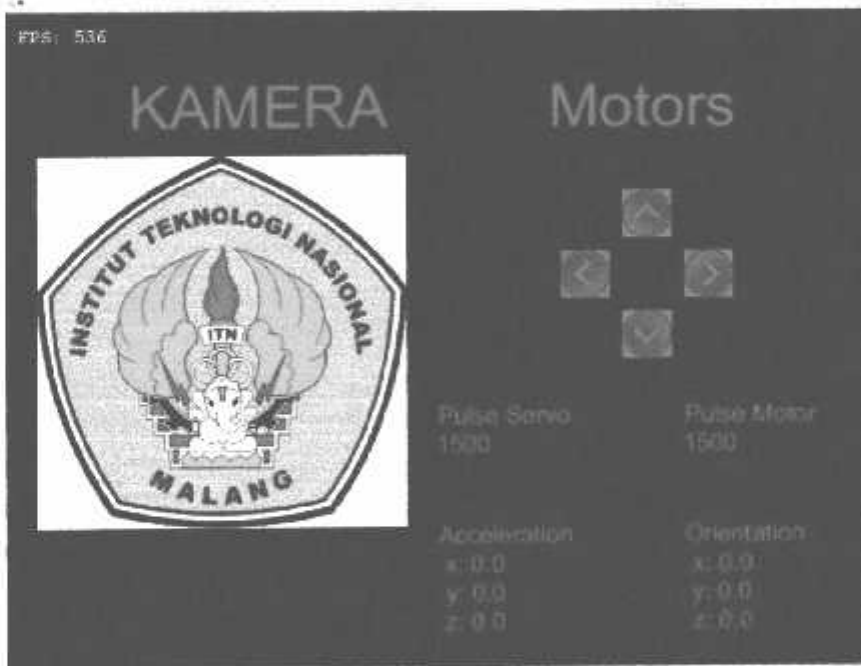 FPS: 536
KAMERA
Motors
INSTITUT TEKNOLOGI NASIONAL
ITN
MALANG
Pulse Servo
1500
Pulse Motor
1500
Acceleration
x: 0.0
y: 0.0
z: 0.0
Orientation
x: 0.0
y: 0.0
z: 0.0